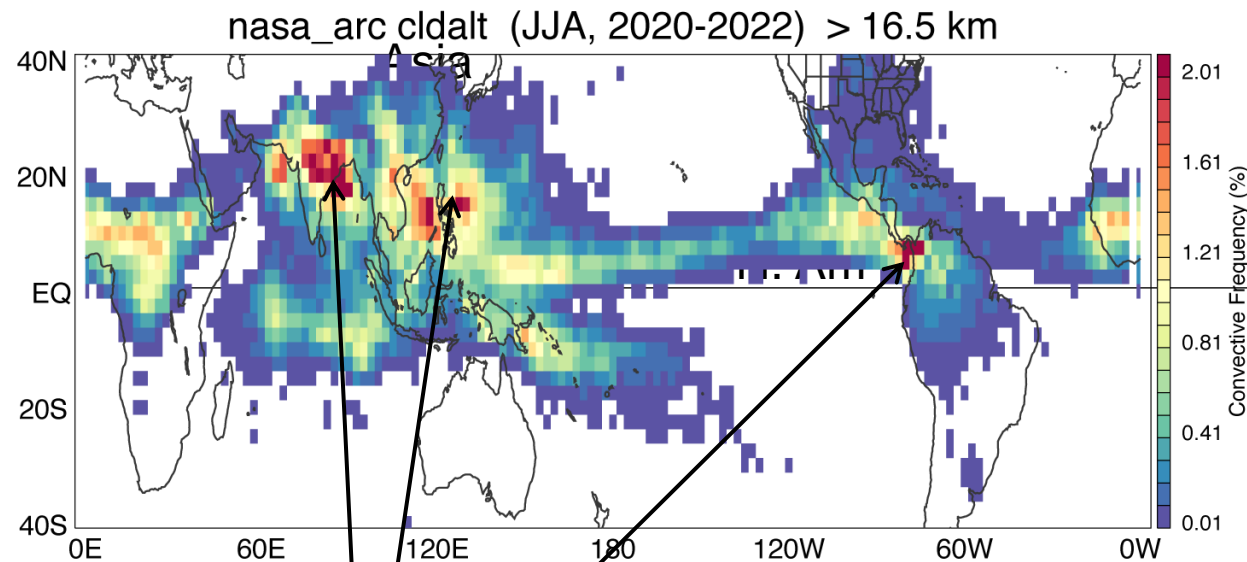 nasa_arc cldalt (JJA, 2020-2022) > 16.5 km
Asia
40N
20N
EQ
20S
40S
0E 60E 120E 180 120W 60W 0W
2.01
1.61
1.21
0.81
0.41
0.01
Convective Frequency (%)